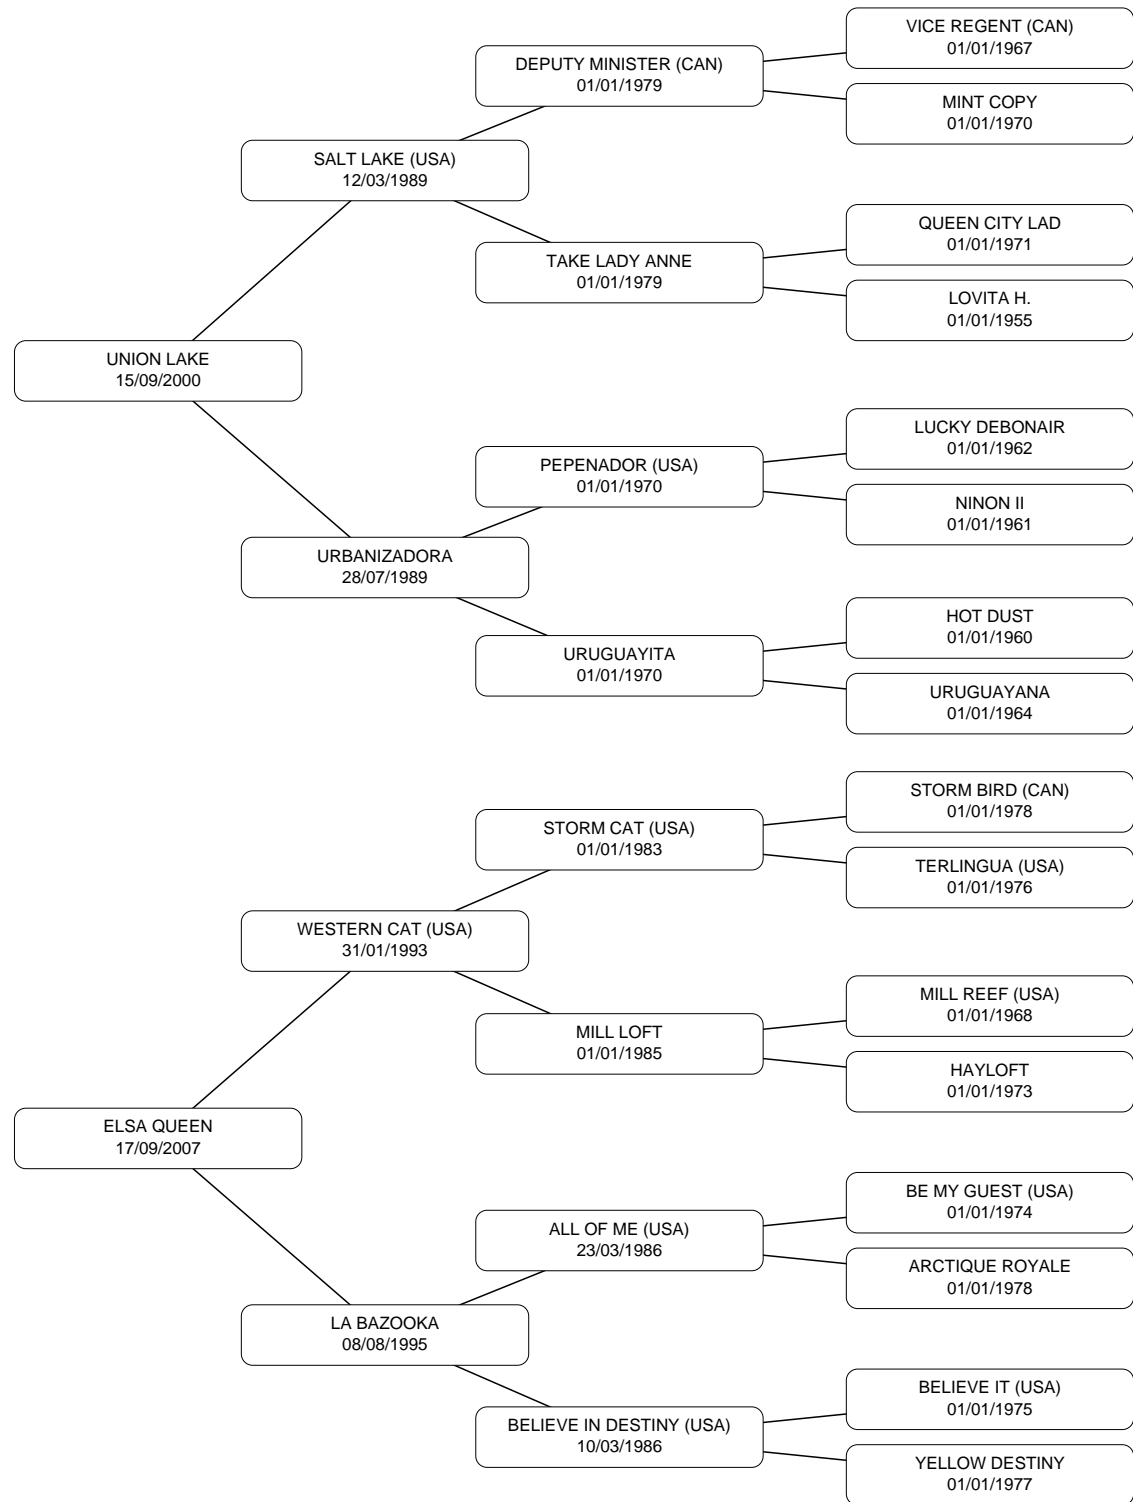 VICE REGENT (CAN)
01/01/1967
DEPUTY MINISTER (CAN)
01/01/1979
MINT COPY
01/01/1970
SALT LAKE (USA)
12/03/1989
QUEEN CITY LAD
01/01/1971
TAKE LADY ANNE
01/01/1979
LOVITA H.
01/01/1955
UNION LAKE
15/09/2000
LUCKY DEBONAIR
01/01/1962
PEPENADOR (USA)
01/01/1970
NINON II
01/01/1961
URBANIZADORA
28/07/1989
HOT DUST
01/01/1960
URUGUAYITA
01/01/1970
URUGUAYANA
01/01/1964
STORM BIRD (CAN)
01/01/1978
STORM CAT (USA)
01/01/1983
TERLINGUA (USA)
01/01/1976
WESTERN CAT (USA)
31/01/1993
MILL REEF (USA)
01/01/1968
MILL LOFT
01/01/1985
HAYLOFT
01/01/1973
ELSA QUEEN
17/09/2007
BE MY GUEST (USA)
01/01/1974
ALL OF ME (USA)
23/03/1986
ARCTIQUE ROYALE
01/01/1978
LA BAZOOKA
08/08/1995
BELIEVE IT (USA)
01/01/1975
BELIEVE IN DESTINY (USA)
10/03/1986
YELLOW DESTINY
01/01/1977